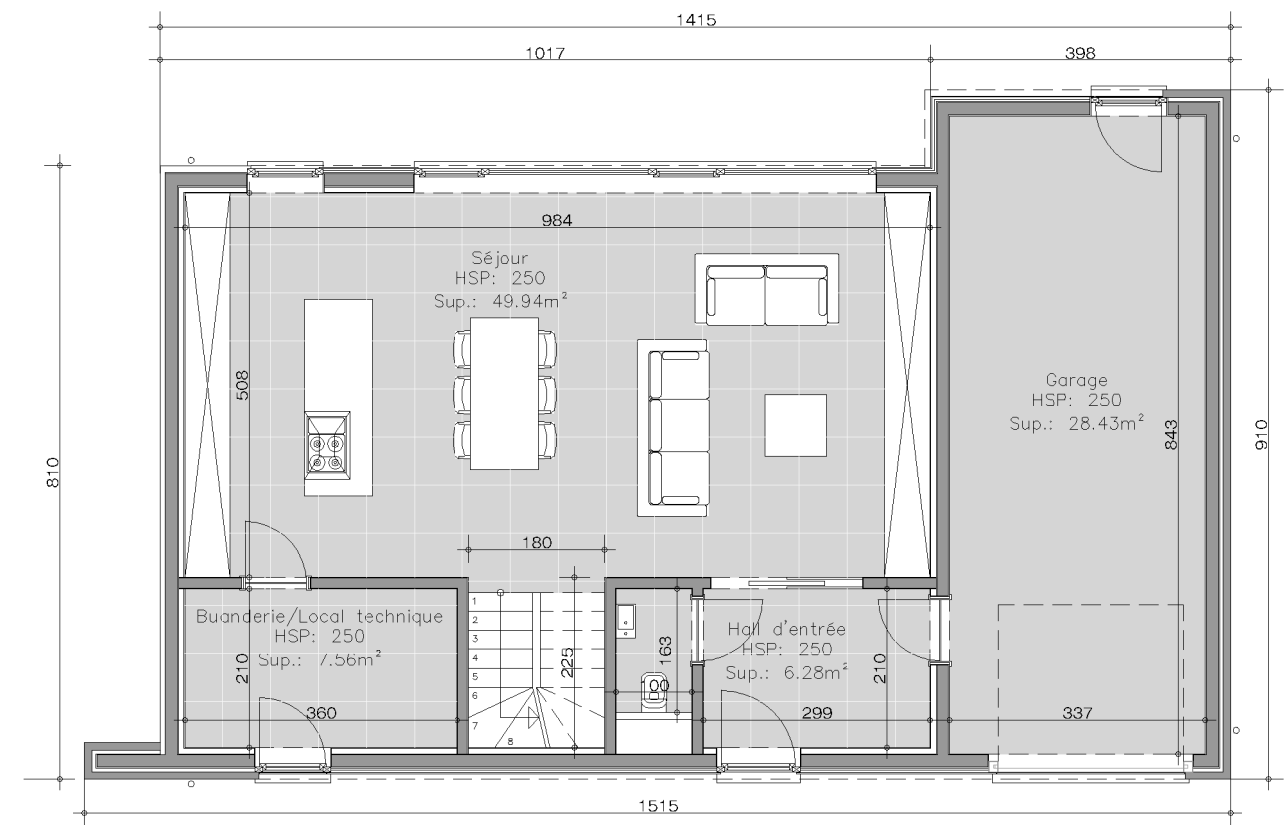 1415
1017
398
984
Séjour
HSP: 250
Sup.: 49.94m²
508
Garage
HSP: 250
Sup.: 28.43m²
843
910
810
180
1
2
3
4
5
6
7
8
225
Buanderie/Local technique
HSP: 250
Sup.: 7.56m²
210
360
163
Hall d'entrée
HSP: 250
Sup.: 6.28m²
210
299
337
1515